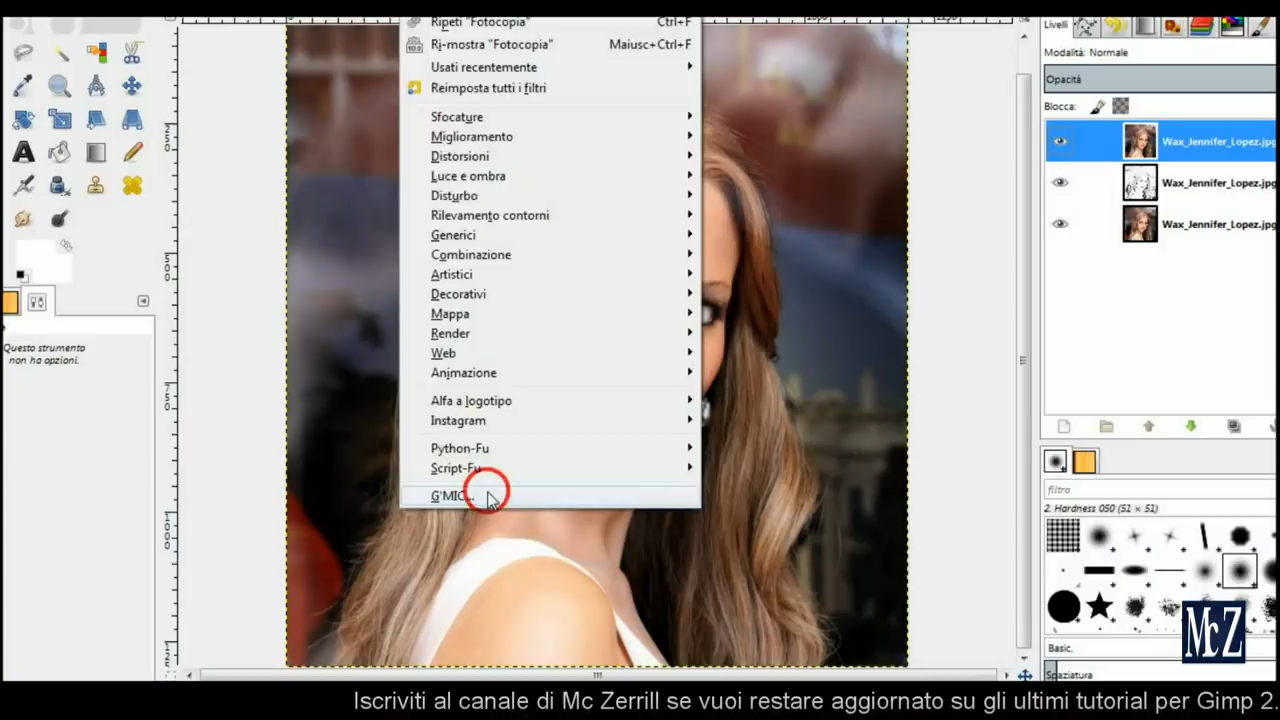 Ripeti "Fotocopia" Ctrl+F
Ri-mostra "Fotocopia" Maiusc+Ctrl+F
Usati recentemente
Reimposta tutti i filtri
Sfocature
Miglioramento
Distorsioni
Luce e ombra
Disturbo
Rilevamento contorni
Generici
Combinazione
Artistici
Decorativi
Mappa
Render
Web
Animazione
Alfa a logotipo
Instagram
Python-Fu
Script-Fu
G'MIC...
Questo strumento
non ha opzioni.
Livelli
Modalità: Normale
Opacità
Blocca:
Wax_Jennifer_Lopez.jpg
Wax_Jennifer_Lopez.jpg
Wax_Jennifer_Lopez.jpg
filtro
2. Hardness 050 (51 × 51)
Basic,
Spaziatura
McZ
Iscriviti al canale di Mc Zerrill se vuoi restare aggiornato su gli ultimi tutorial per Gimp 2.